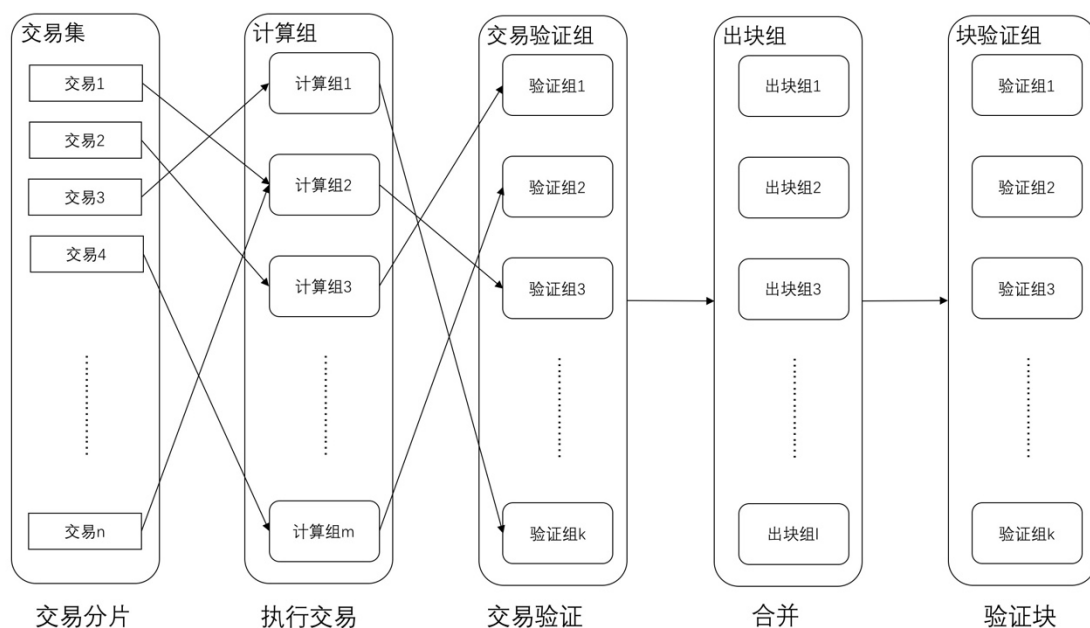 交易集
交易1
交易2
交易3
交易4
交易n
交易分片
计算组
计算组1
计算组2
计算组3
计算组m
执行交易
交易验证组
验证组1
验证组2
验证组3
验证组k
交易验证
出块组
出块组1
出块组2
出块组3
出块组l
合并
块验证组
验证组1
验证组2
验证组3
验证组k
验证块